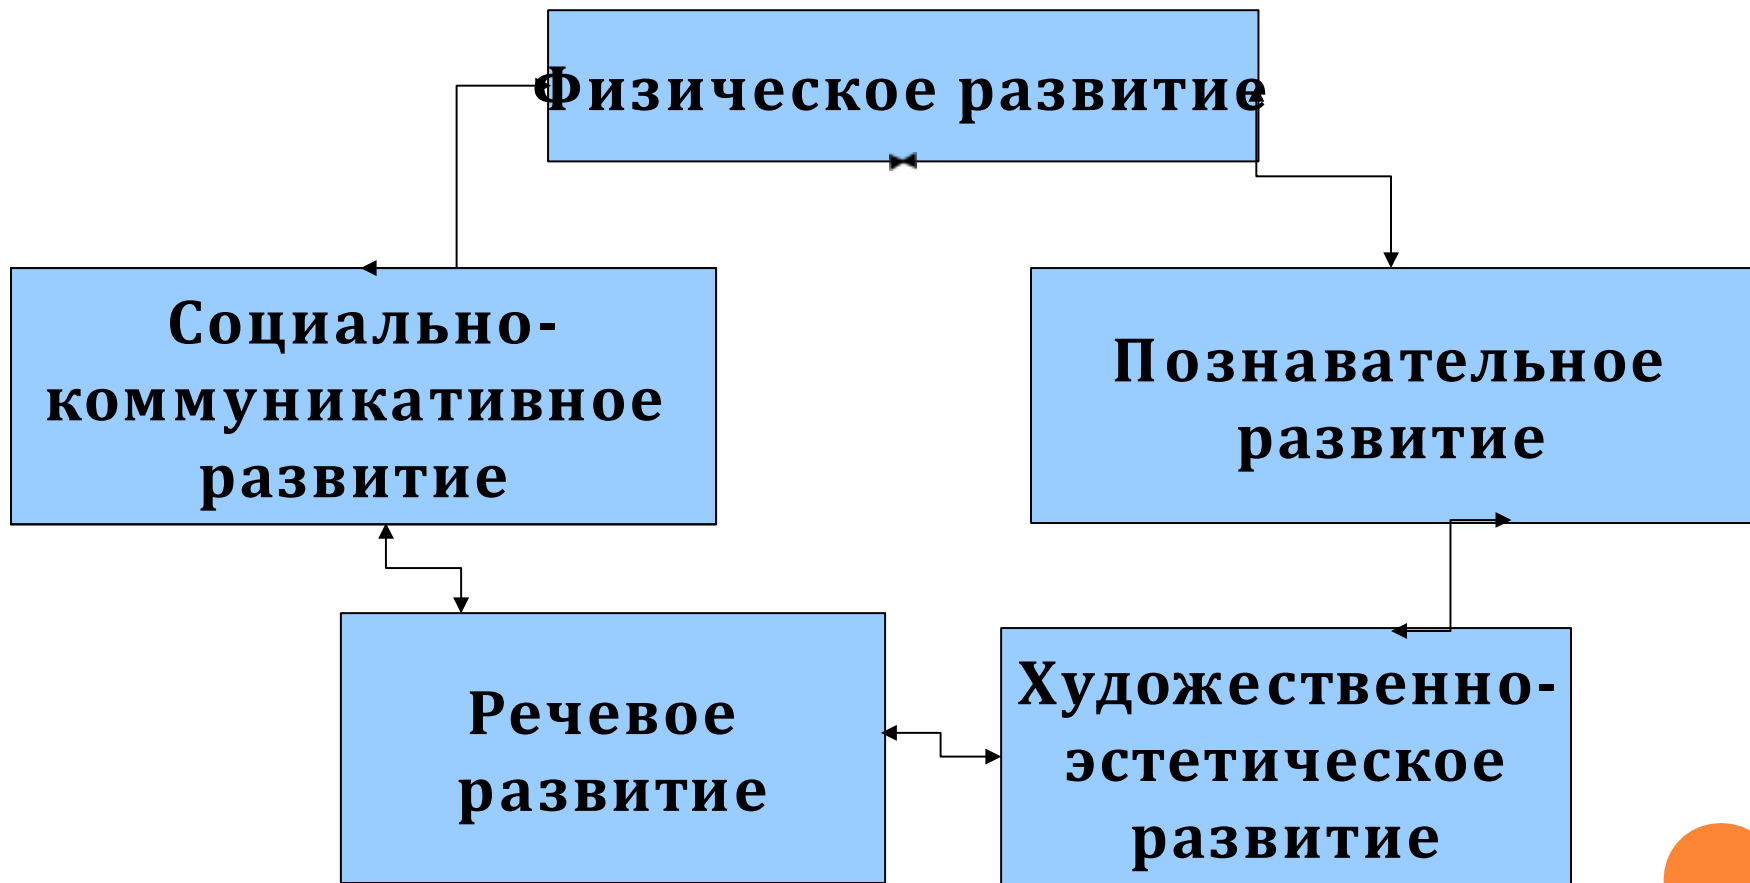 Физическое развитие
Социально-
коммуникативное
развитие
Познавательное
развитие
Речевое
развитие
Художественно-
эстетическое
развитие